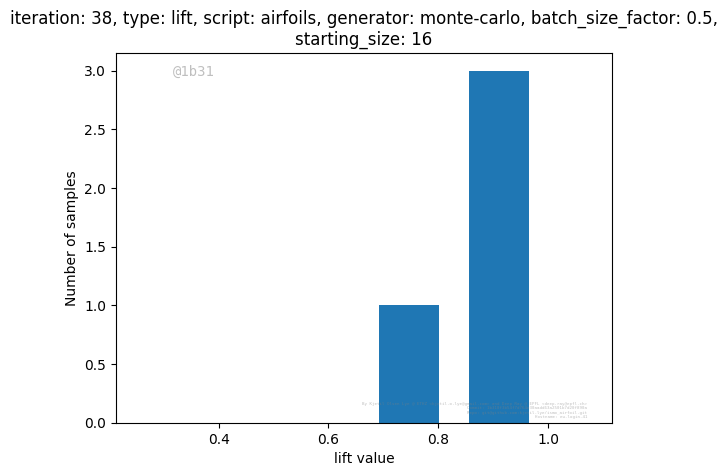 iteration: 38, type: lift, script: airfoils, generator: monte-carlo, batch_size_factor: 0.5,
starting_size: 16
@1b31
3.0
2.5
2.0
1.5
1.0
0.5
0.0
Number of samples
0.4
0.6
0.8
1.0
lift value